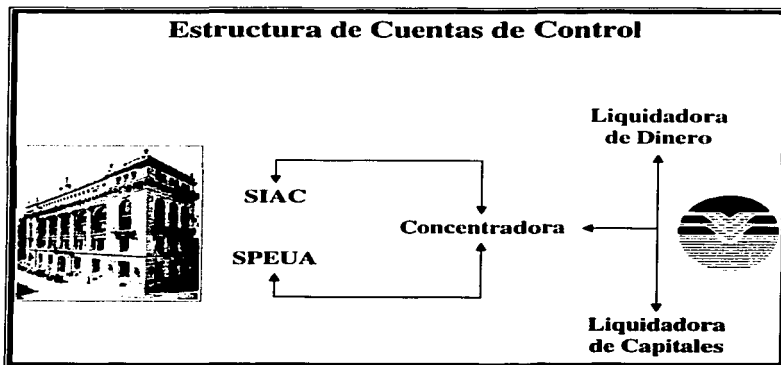 Estructura de Cuentas de Control
Liquidadora
de Dinero
SIAC
Concentradora
SPEUA
Liquidadora
de Capitales